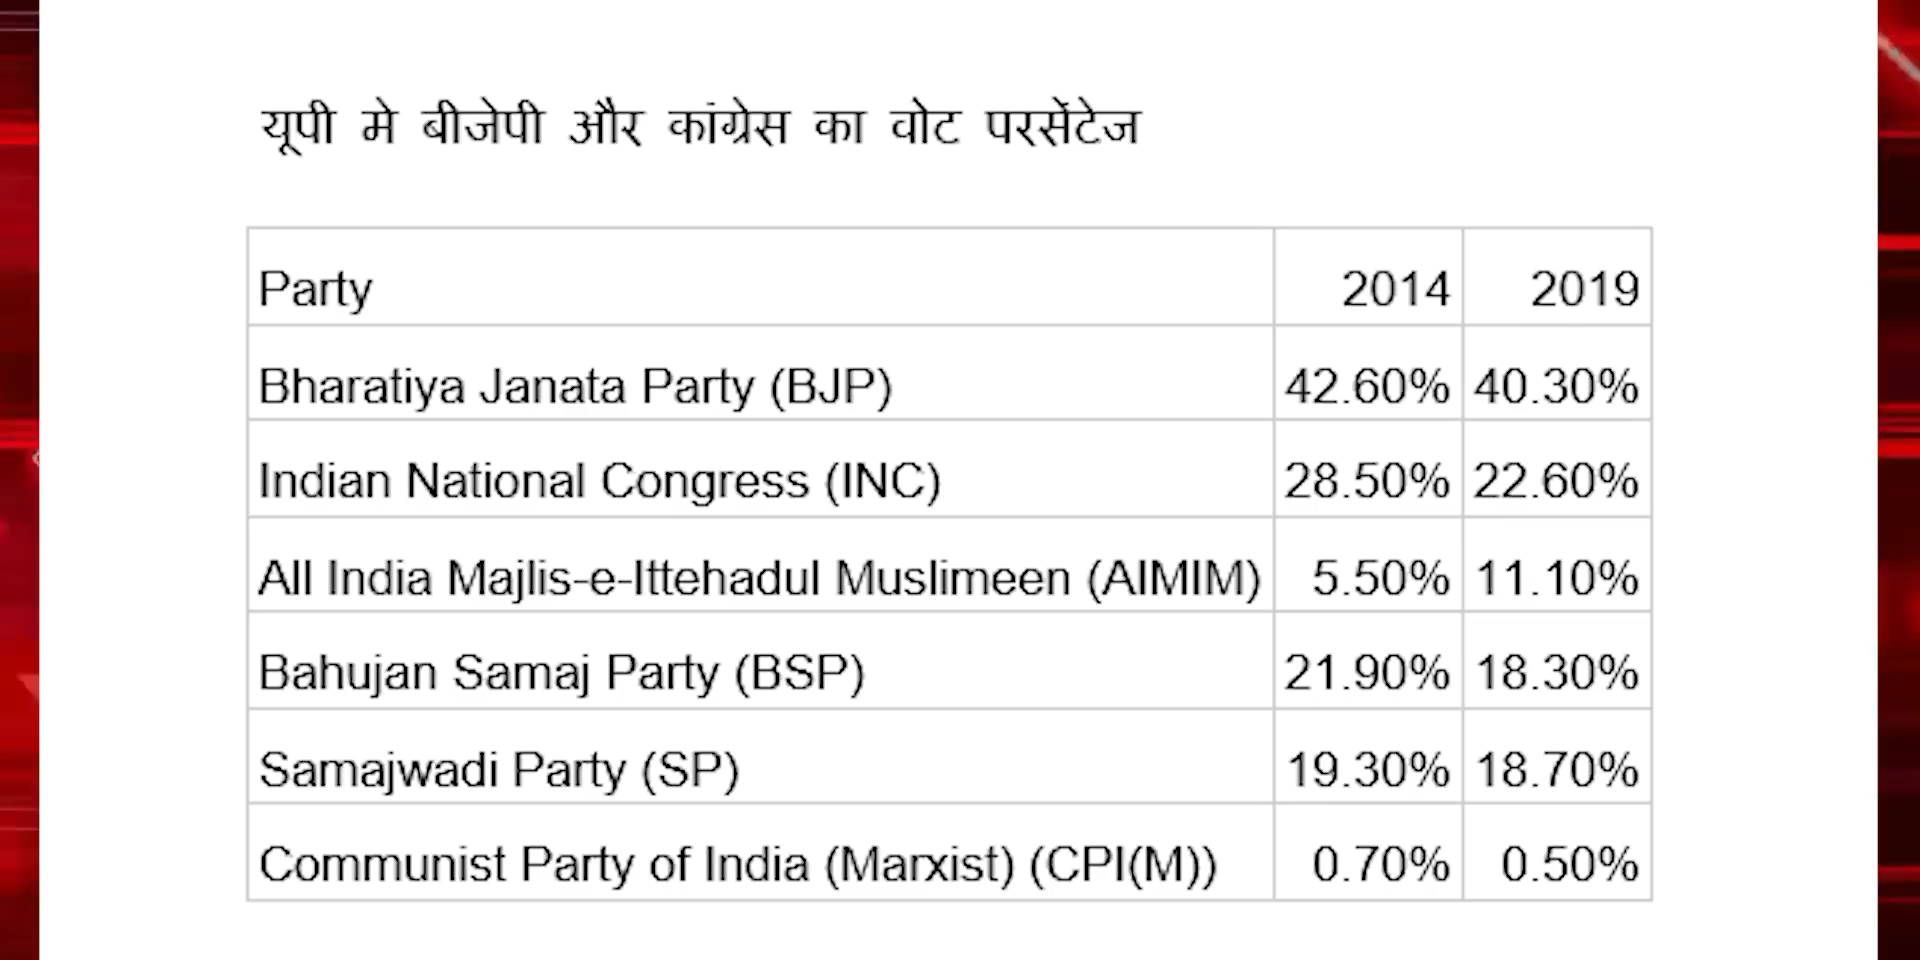 यूपी मे बीजेपी और कांग्रेस का वोट परसेंटेज
Party 2014 2019
Bharatiya Janata Party (BJP) 42.60% 40.30%
Indian National Congress (INC) 28.50% 22.60%
All India Majlis-e-Ittehadul Muslimeen (AIMIM) 5.50% 11.10%
Bahujan Samaj Party (BSP) 21.90% 18.30%
Samajwadi Party (SP) 19.30% 18.70%
Communist Party of India (Marxist) (CPI(M)) 0.70% 0.50%